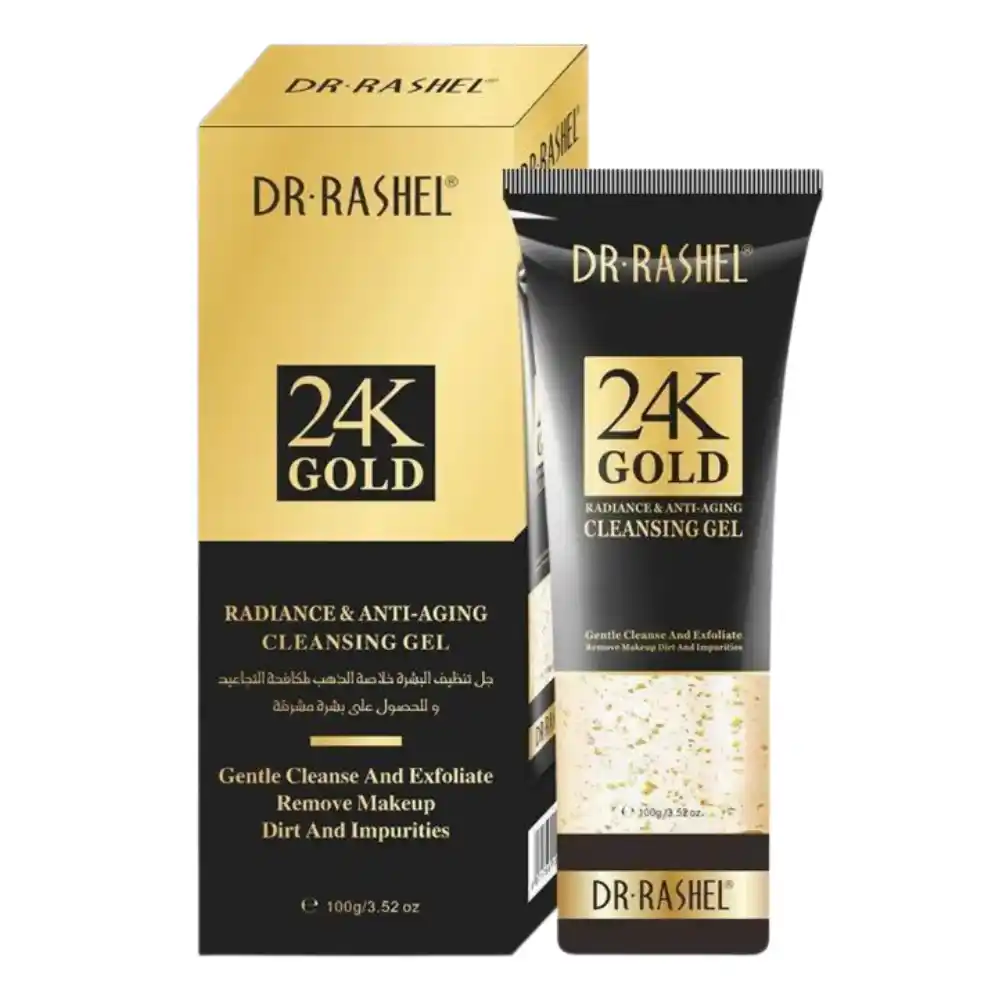 DR·RASHEL®
DR·RASHEL®
DR·RASHEL®
24K
GOLD
RADIANCE & ANTI-AGING
CLEANSING GEL
جل تنظيف البشرة خلاصة الذهب لمكافحة التجاعيد
و للحصول على بشرة مشرقة
Gentle Cleanse And Exfoliate
Remove Makeup
Dirt And Impurities
℮ 100g/3.52 oz
DR·RASHEL®
24K
GOLD
RADIANCE & ANTI-AGING
CLEANSING GEL
Gentle Cleanse And Exfoliate
Remove Makeup Dirt And Impurities
℮ 100g/3.52 oz.
DR·RASHEL®